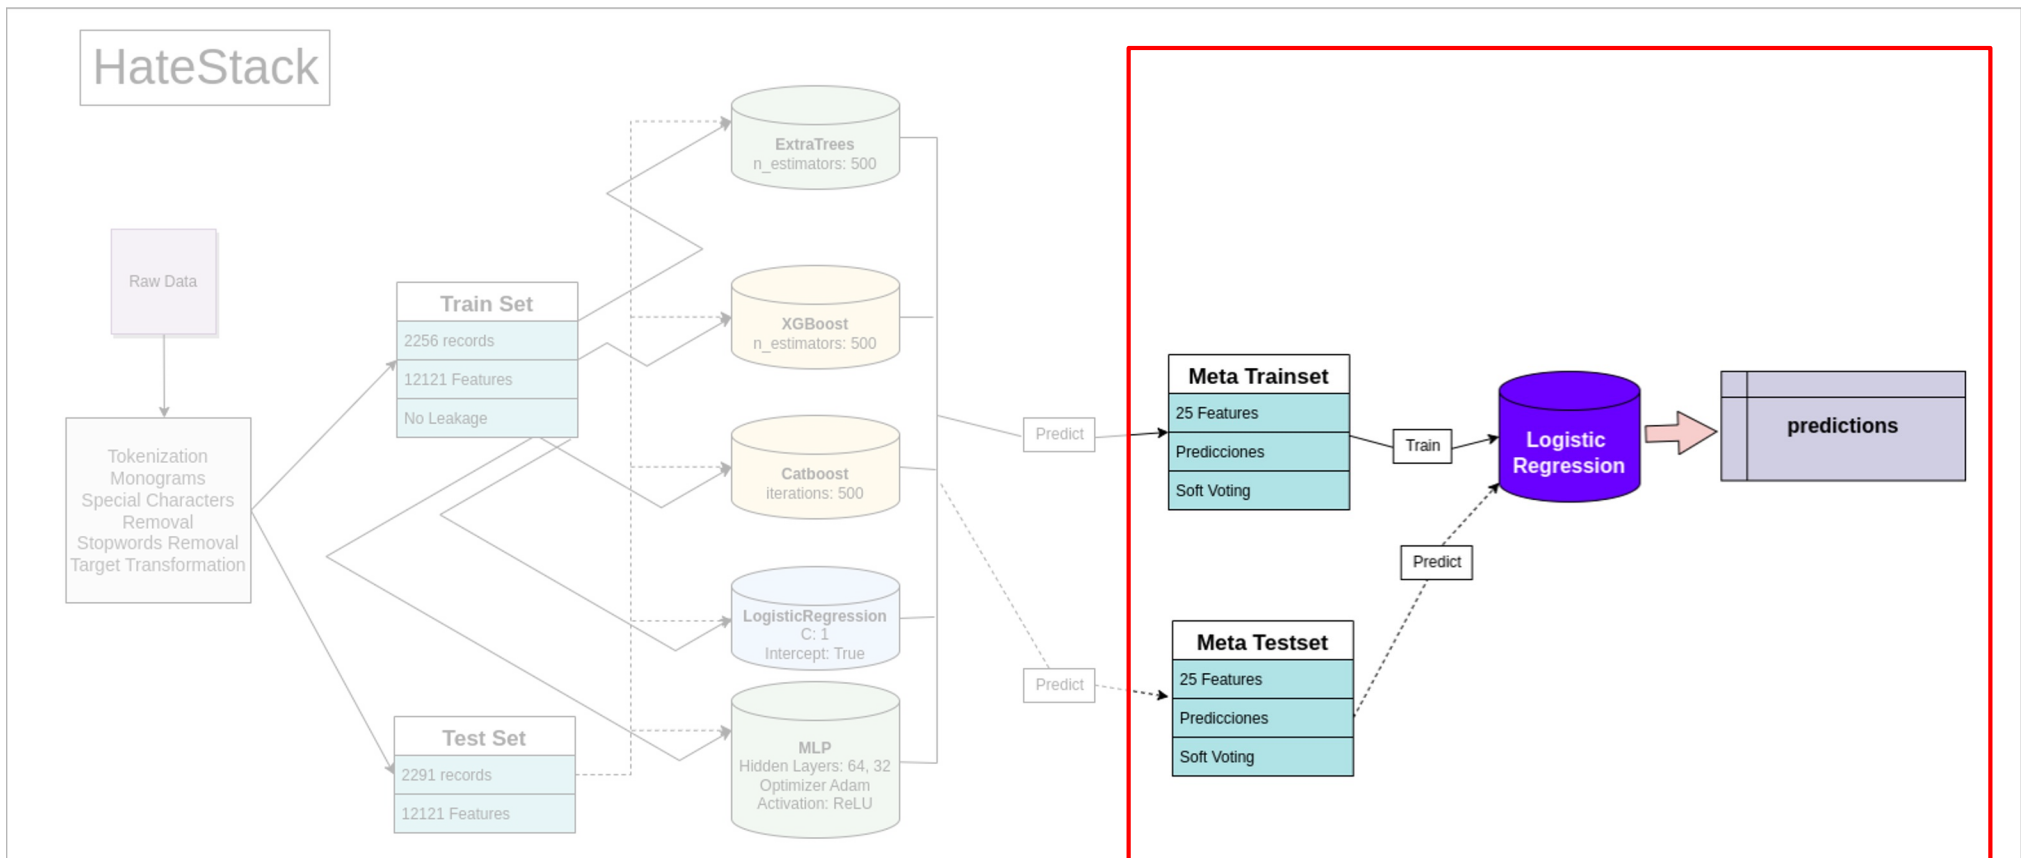 HateStack
Raw Data
Tokenization
Monograms
Special Characters
Removal
Stopwords Removal
Target Transformation
Train Set
2256 records
12121 Features
No Leakage
Test Set
2291 records
12121 Features
ExtraTrees
n_estimators: 500
XGBoost
n_estimators: 500
Catboost
iterations: 500
LogisticRegression
C: 1
Intercept: True
MLP
Hidden Layers: 64, 32
Optimizer Adam
Activation: ReLU
Predict
Predict
Meta Trainset
25 Features
Predicciones
Soft Voting
Meta Testset
25 Features
Predicciones
Soft Voting
Train
Predict
Logistic
Regression
predictions